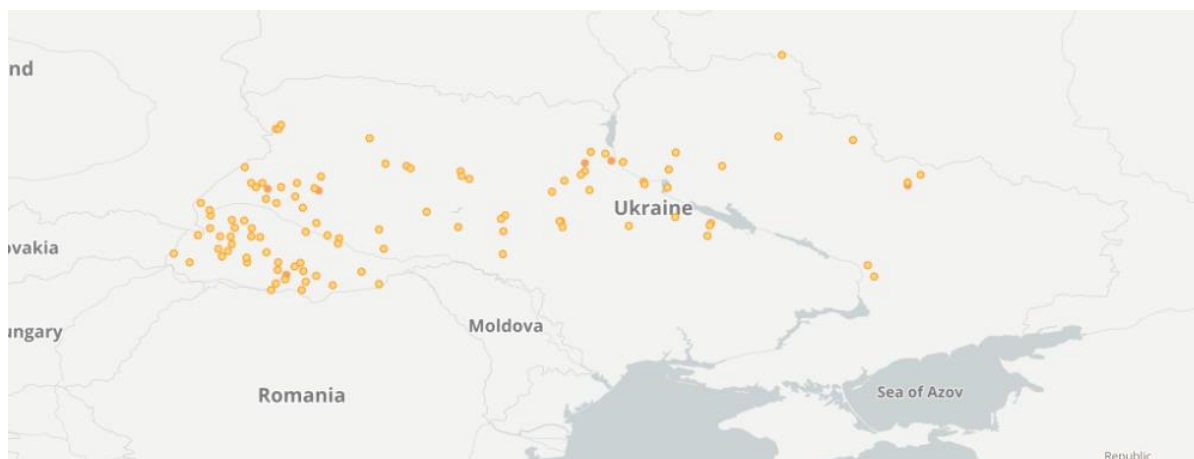 nd
Ukraine
ovakia
ungary
Moldova
Romania
Sea of Azov
Republic